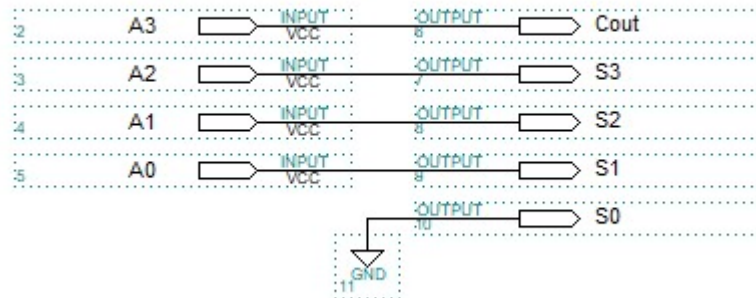 2 A3 INPUT VCC OUTPUT 6 Cout
3 A2 INPUT VCC OUTPUT 7 S3
4 A1 INPUT VCC OUTPUT 8 S2
5 A0 INPUT VCC OUTPUT 9 S1
OUTPUT 10 S0
GND
11